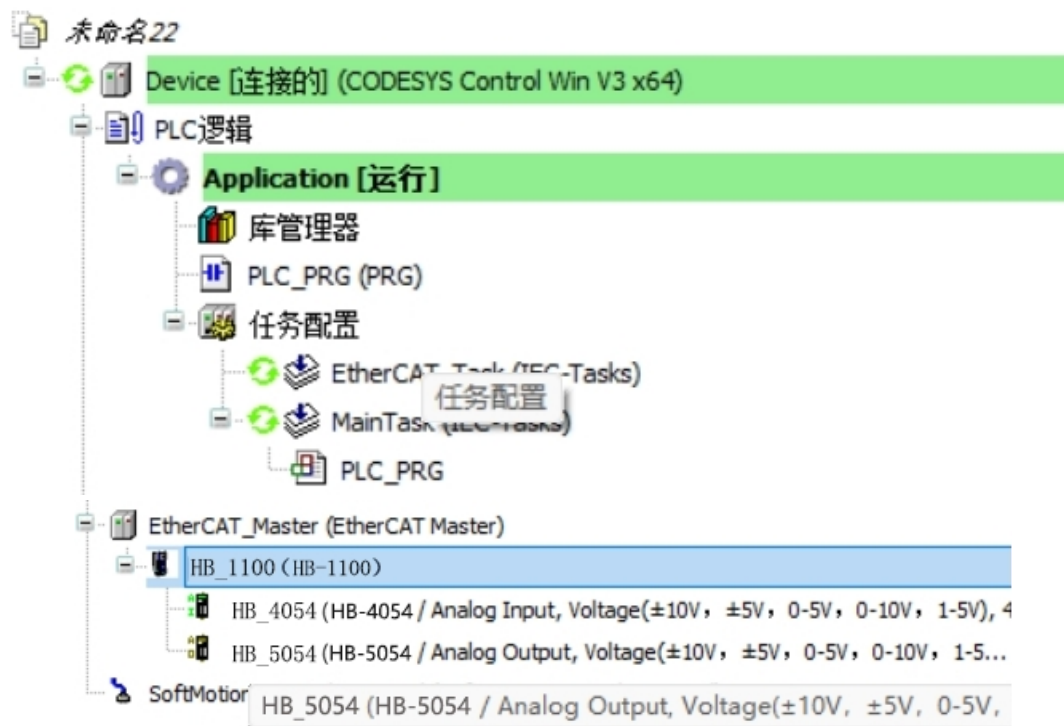 未命名22
Device [连接的] (CODESYS Control Win V3 x64)
PLC逻辑
Application [运行]
库管理器
PLC_PRG (PRG)
任务配置
EtherCAT_Task (IEC-Tasks)
任务配置
MainTask (IEC-Tasks)
PLC_PRG
EtherCAT_Master (EtherCAT Master)
HB_1100(HB-1100)
HB_4054(HB-4054 / Analog Input, Voltage(±10V, ±5V, 0-5V, 0-10V, 1-5V), 4
HB_5054(HB-5054 / Analog Output, Voltage(±10V, ±5V, 0-5V, 0-10V, 1-5...
SoftMotion
HB_5054 (HB-5054 / Analog Output, Voltage(±10V, ±5V, 0-5V,